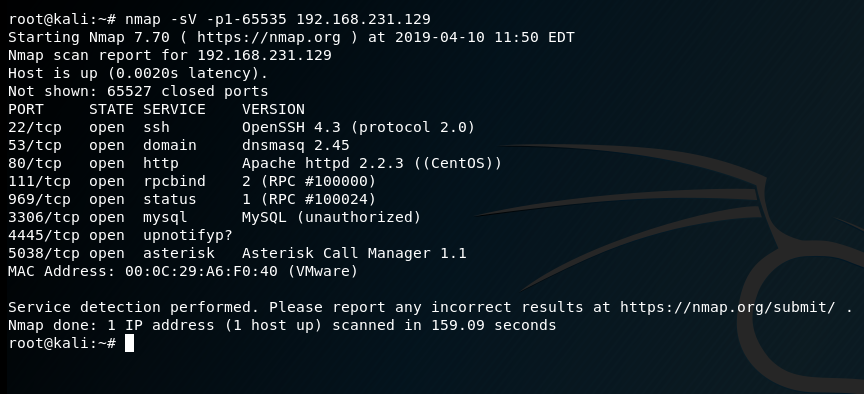 root@kali:~# nmap -sV -p1-65535 192.168.231.129
Starting Nmap 7.70 ( https://nmap.org ) at 2019-04-10 11:50 EDT
Nmap scan report for 192.168.231.129
Host is up (0.0020s latency).
Not shown: 65527 closed ports
PORT     STATE SERVICE    VERSION
22/tcp   open  ssh        OpenSSH 4.3 (protocol 2.0)
53/tcp   open  domain     dnsmasq 2.45
80/tcp   open  http       Apache httpd 2.2.3 ((CentOS))
111/tcp  open  rpcbind    2 (RPC #100000)
969/tcp  open  status     1 (RPC #100024)
3306/tcp open  mysql      MySQL (unauthorized)
4445/tcp open  upnotifyp?
5038/tcp open  asterisk   Asterisk Call Manager 1.1
MAC Address: 00:0C:29:A6:F0:40 (VMware)

Service detection performed. Please report any incorrect results at https://nmap.org/submit/ .
Nmap done: 1 IP address (1 host up) scanned in 159.09 seconds
root@kali:~#